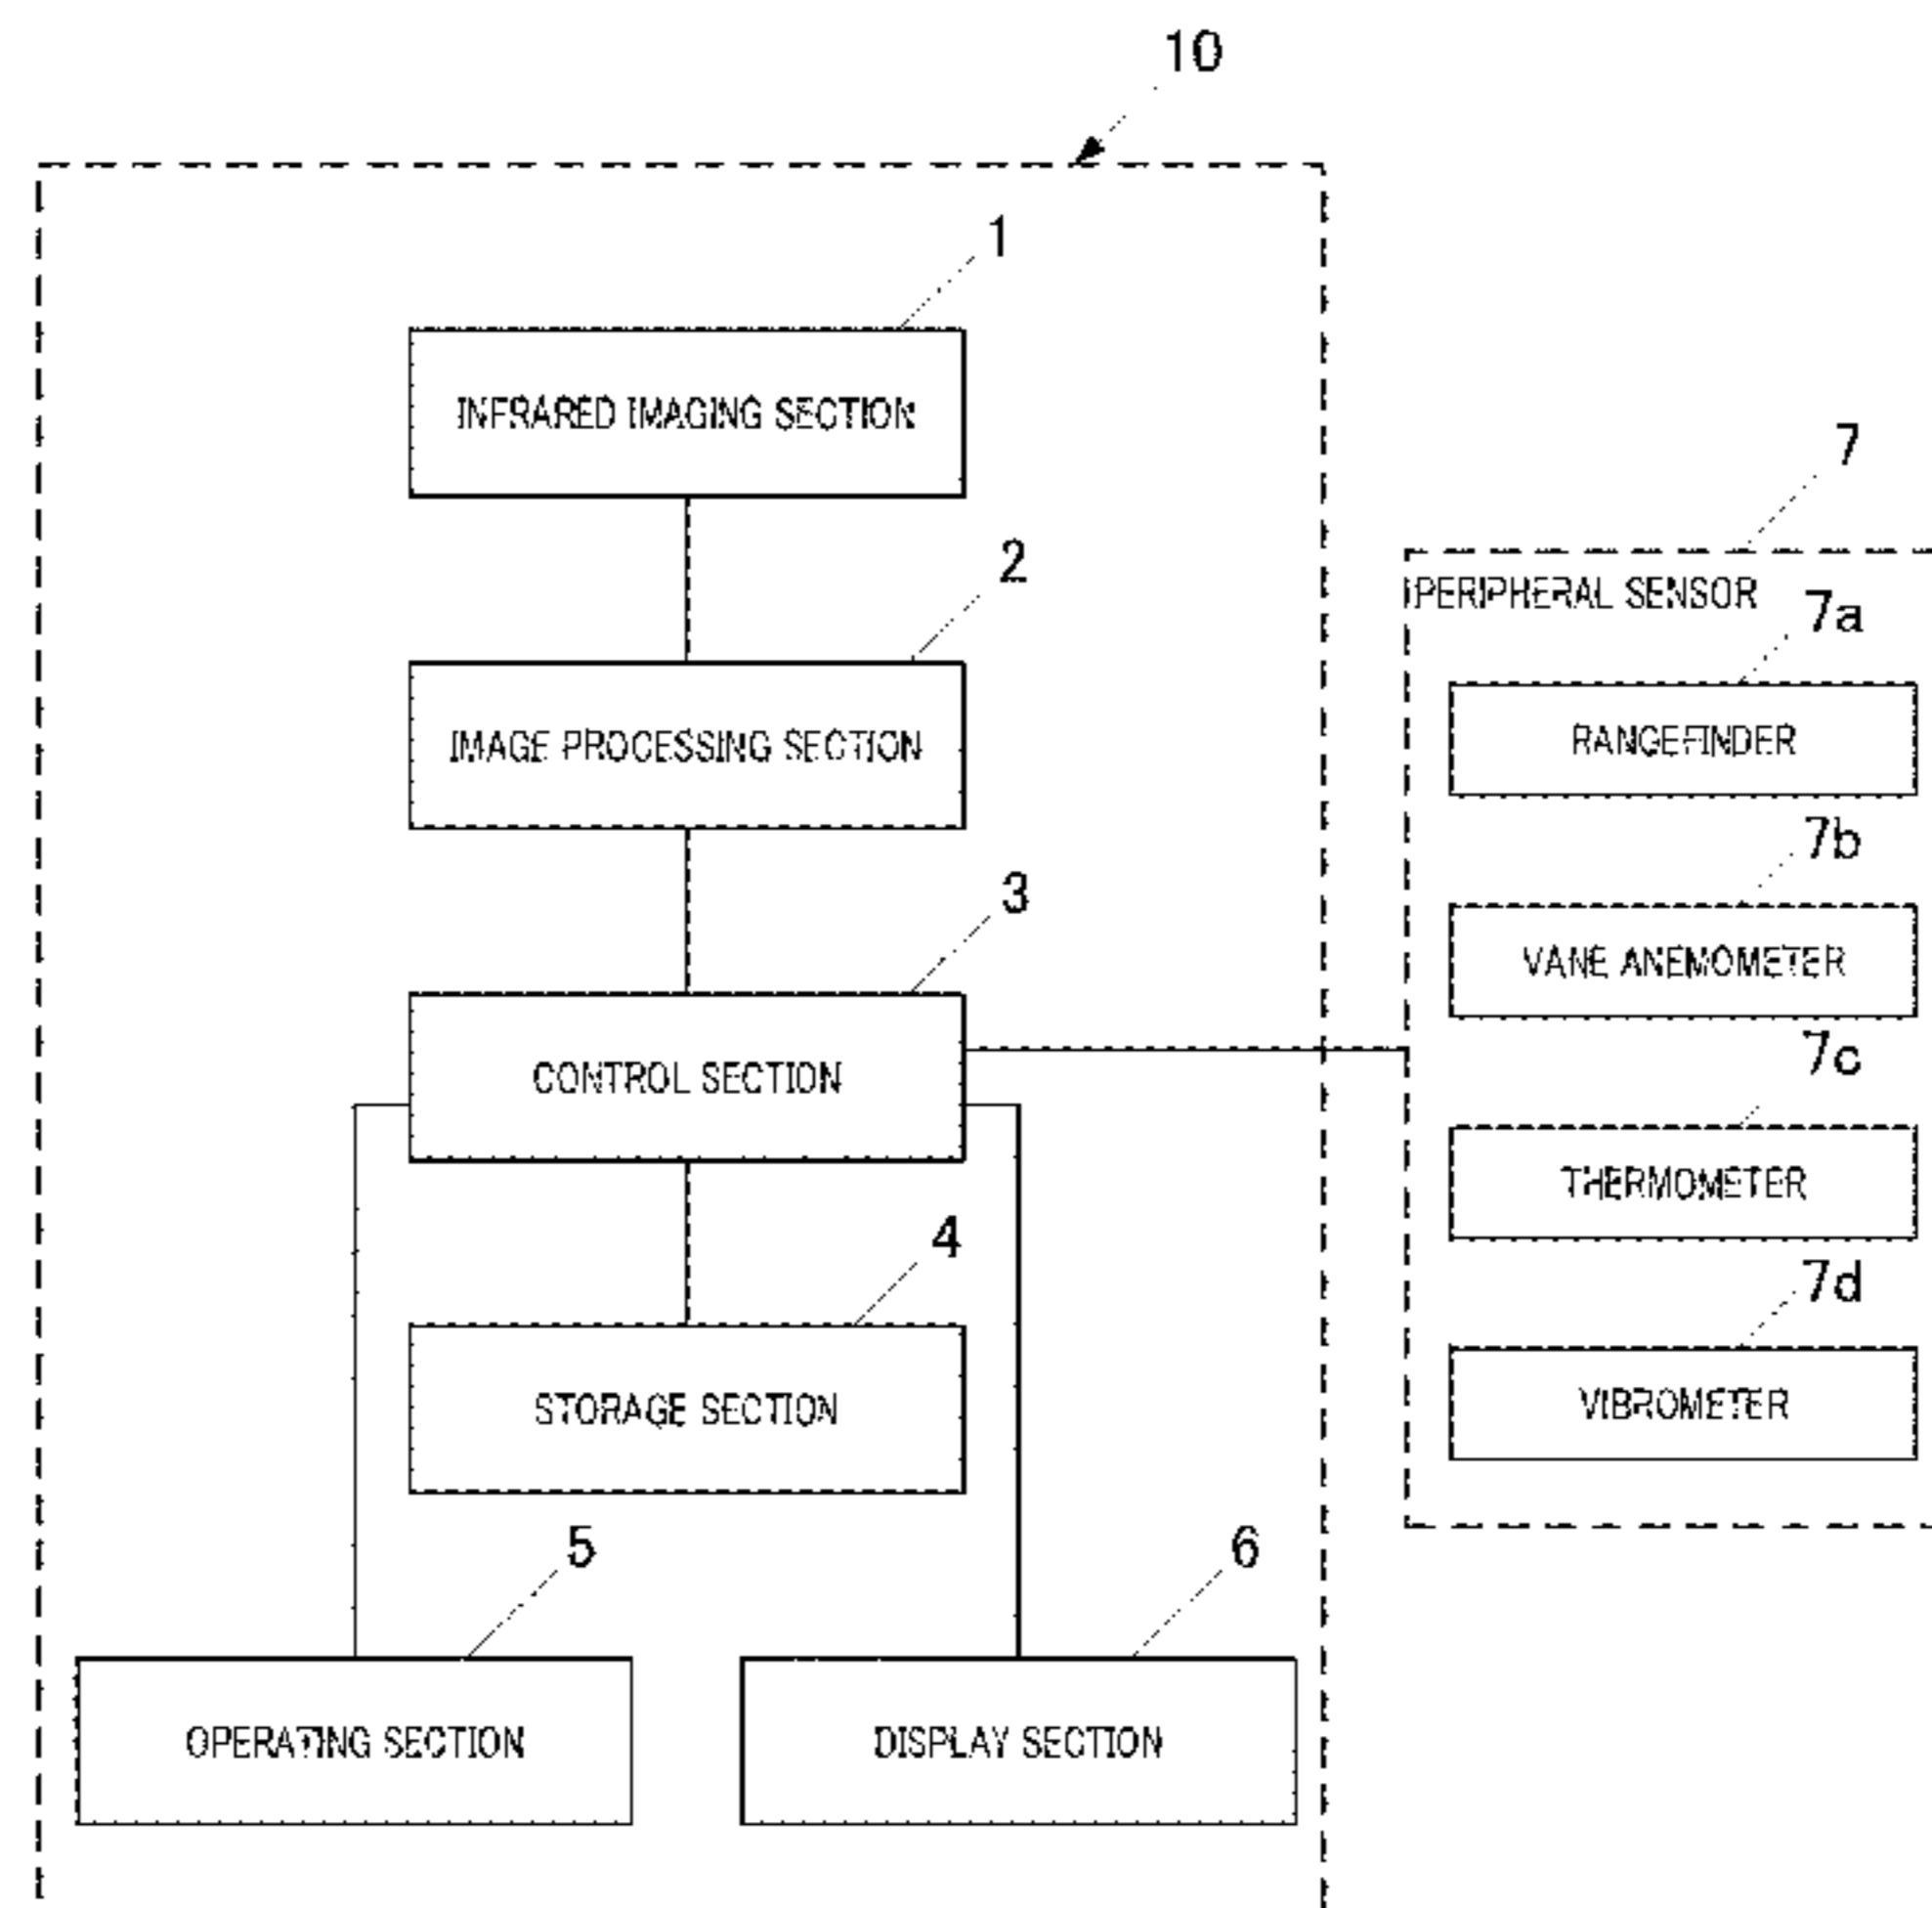 10
1
INFRARED IMAGING SECTION
2
IMAGE PROCESSING SECTION
3
CONTROL SECTION
4
STORAGE SECTION
5
OPERATING SECTION
6
DISPLAY SECTION
7
PERIPHERAL SENSOR
7a
RANGEFINDER
7b
VANE ANEMOMETER
7c
THERMOMETER
7d
VIBROMETER